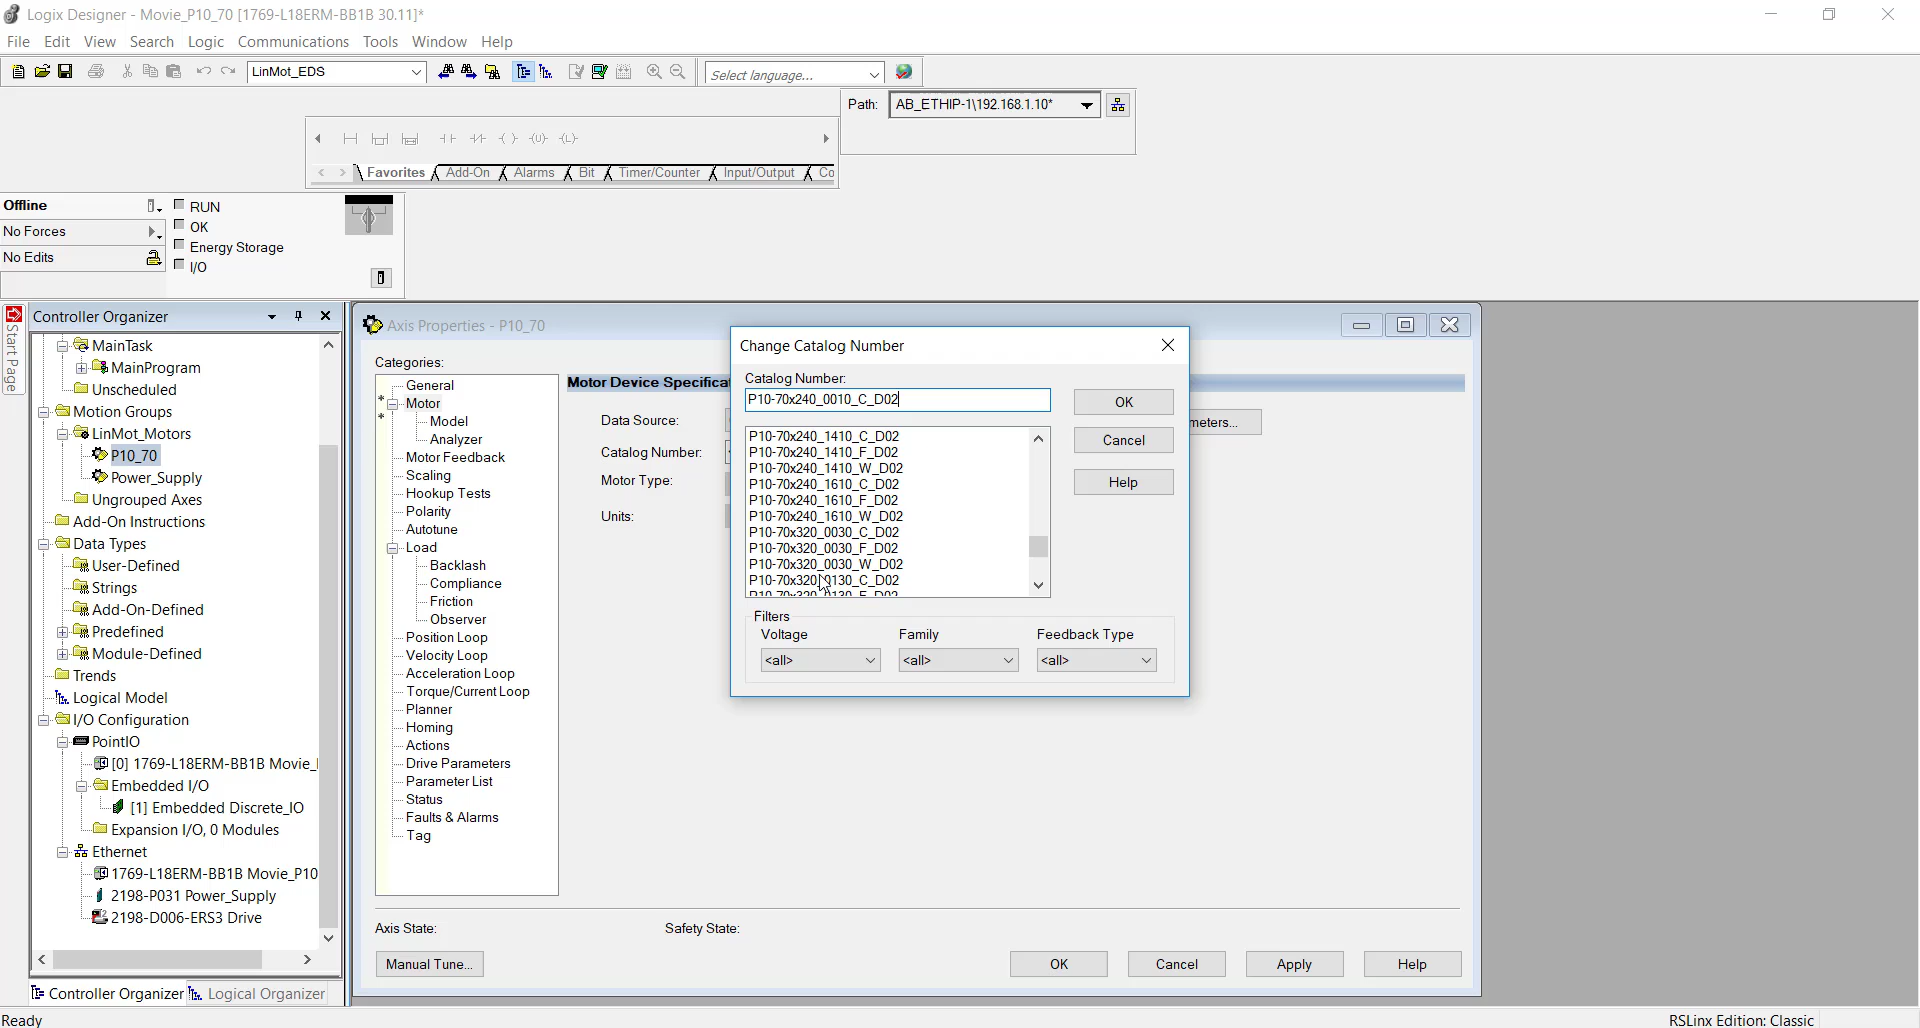 Logix Designer - Movie_P10_70 [1769-L18ERM-BB1B 30.11]*
File Edit View Search Logic Communications Tools Window Help
LinMot_EDS
Select language...
Path: AB_ETHIP-1\192.168.1.10*
Favorites Add-On Alarms Bit Timer/Counter Input/Output Co
Offline
No Forces
No Edits
RUN
OK
Energy Storage
I/O
Start Page
Controller Organizer
MainTask
MainProgram
Unscheduled
Motion Groups
LinMot_Motors
P10_70
Power_Supply
Ungrouped Axes
Add-On Instructions
Data Types
User-Defined
Strings
Add-On-Defined
Predefined
Module-Defined
Trends
Logical Model
I/O Configuration
PointIO
[0] 1769-L18ERM-BB1B Movie_
Embedded I/O
[1] Embedded Discrete_IO
Expansion I/O, 0 Modules
Ethernet
1769-L18ERM-BB1B Movie_P10
2198-P031 Power_Supply
2198-D006-ERS3 Drive
Controller Organizer Logical Organizer
Axis Properties - P10_70
Categories:
General
Motor
Model
Analyzer
Motor Feedback
Scaling
Hookup Tests
Polarity
Autotune
Load
Backlash
Compliance
Friction
Observer
Position Loop
Velocity Loop
Acceleration Loop
Torque/Current Loop
Planner
Homing
Actions
Drive Parameters
Parameter List
Status
Faults & Alarms
Tag
Motor Device Specificat
Data Source:
Catalog Number:
Motor Type:
Units:
meters...
Axis State:
Safety State:
Manual Tune...
OK Cancel Apply Help
Change Catalog Number
Catalog Number:
P10-70x240_0010_C_D02
P10-70x240_1410_C_D02
P10-70x240_1410_F_D02
P10-70x240_1410_W_D02
P10-70x240_1610_C_D02
P10-70x240_1610_F_D02
P10-70x240_1610_W_D02
P10-70x320_0030_C_D02
P10-70x320_0030_F_D02
P10-70x320_0030_W_D02
P10-70x320_0130_C_D02
P10-70x320_0130_F_D02
OK
Cancel
Help
Filters
Voltage Family Feedback Type
<all> <all> <all>
Ready
RSLinx Edition: Classic